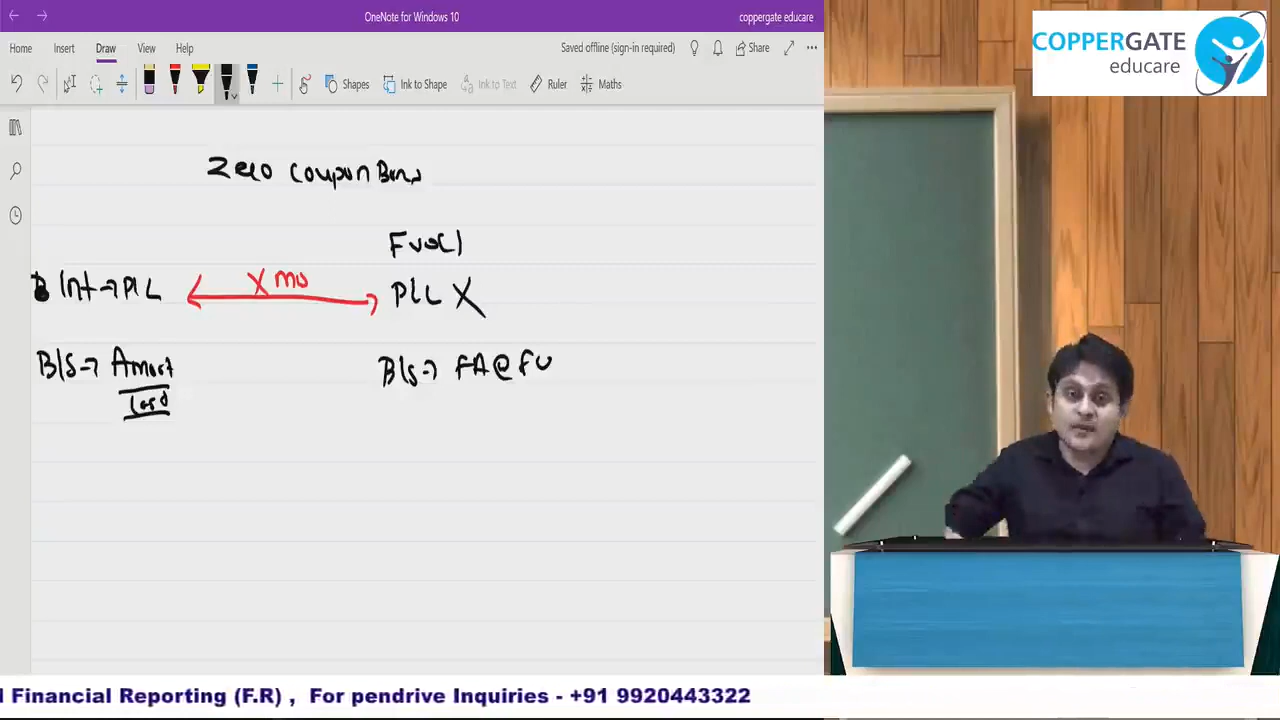 OneNote for Windows 10
coppergate educare
COPPERGATE
educare
Home Insert Draw View Help
Saved offline (sign-in required)
Share
Shapes
Ink to Shape
Ink to Text
Ruler
Maths
Zero Coupon Bond
FVOCI
Int → P/L
X MO
P/L X
B/S → Amort
Cost
B/S → FA @ FV
l Financial Reporting (F.R) , For pendrive Inquiries - +91 9920443322